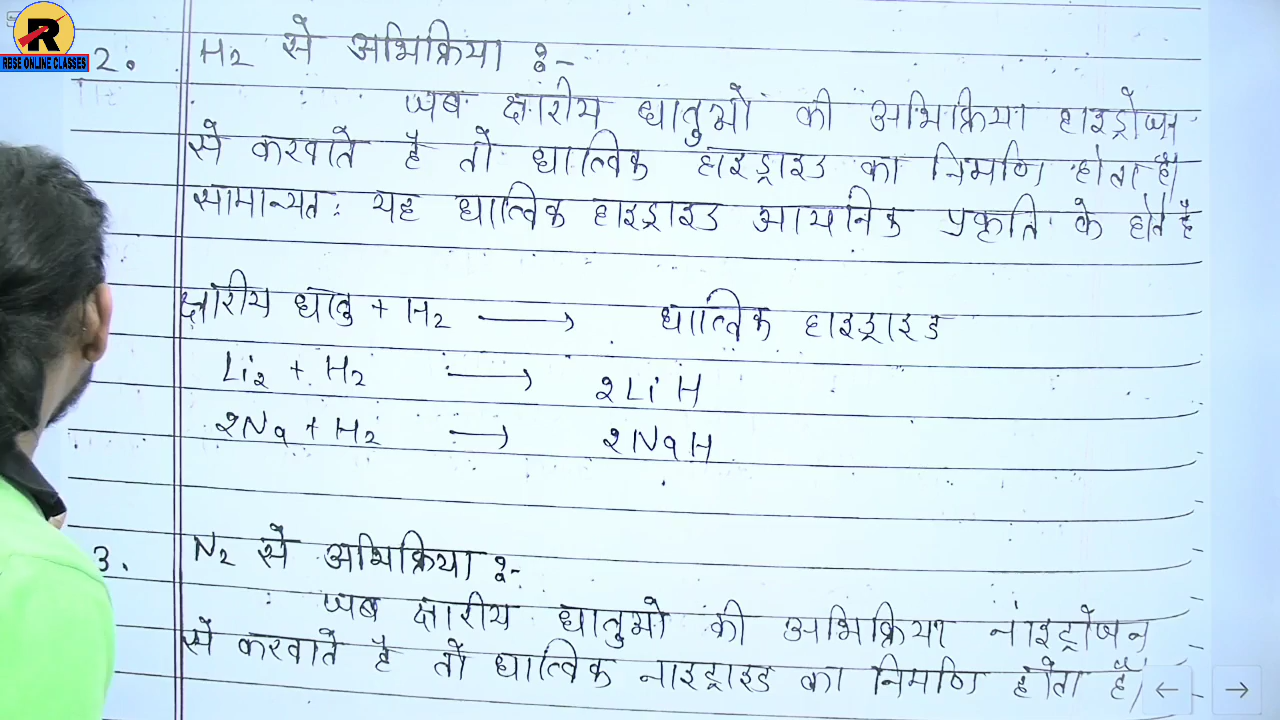 R
RBSE ONLINE CLASSES
2. H2 से अभिक्रिया :-
जब क्षारीय धातुओ की अभिक्रिया हाइड्रोजन
से करवाते है तो धात्विक हाइड्राइड का निर्माण होता है।
सामान्यत: यह धात्विक हाइड्राइड आयनिक प्रकृति के होते है
क्षारीय धातु + H2 → धात्विक हाइड्राइड
Li2 + H2 → 2LiH
2Na + H2 → 2NaH
3. N2 से अभिक्रिया :-
जब क्षारीय धातुओ की अभिक्रिया नाइट्रोजन
से करवाते है तो धात्विक नाइड्राइड का निर्माण होता है।